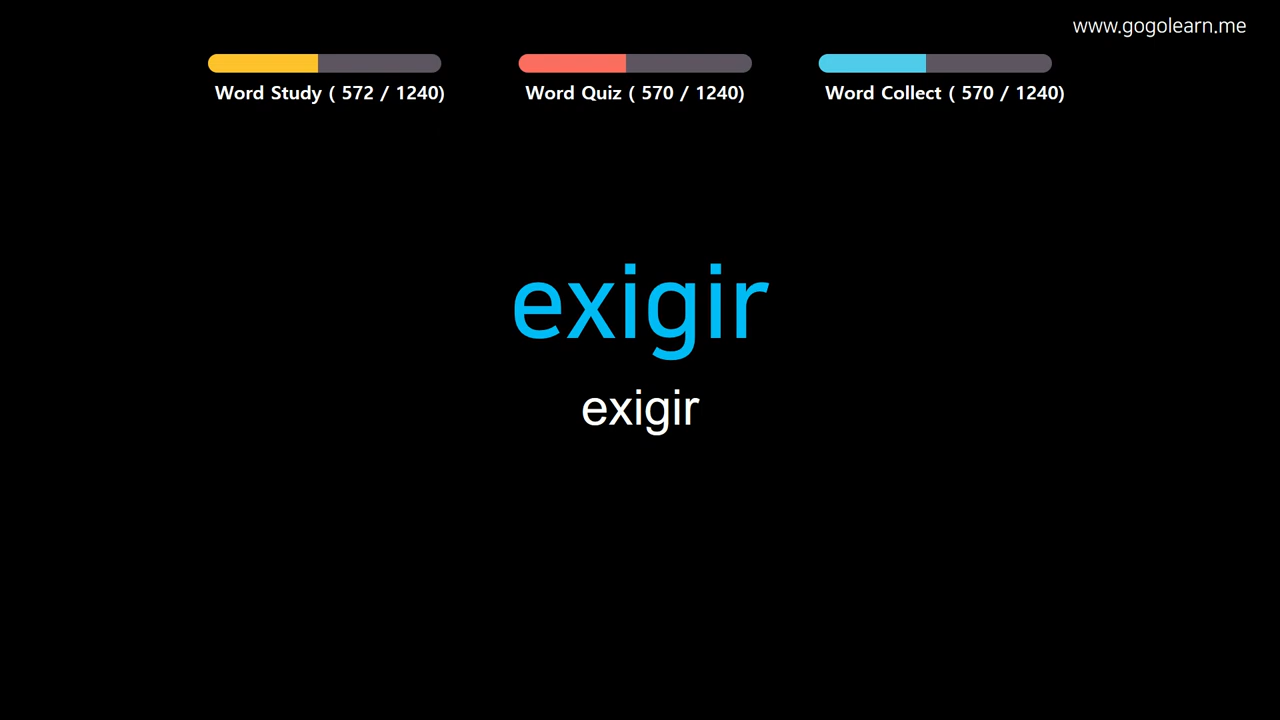 www.gogolearn.me
Word Study ( 572 / 1240)
Word Quiz ( 570 / 1240)
Word Collect ( 570 / 1240)
exigir
exigir